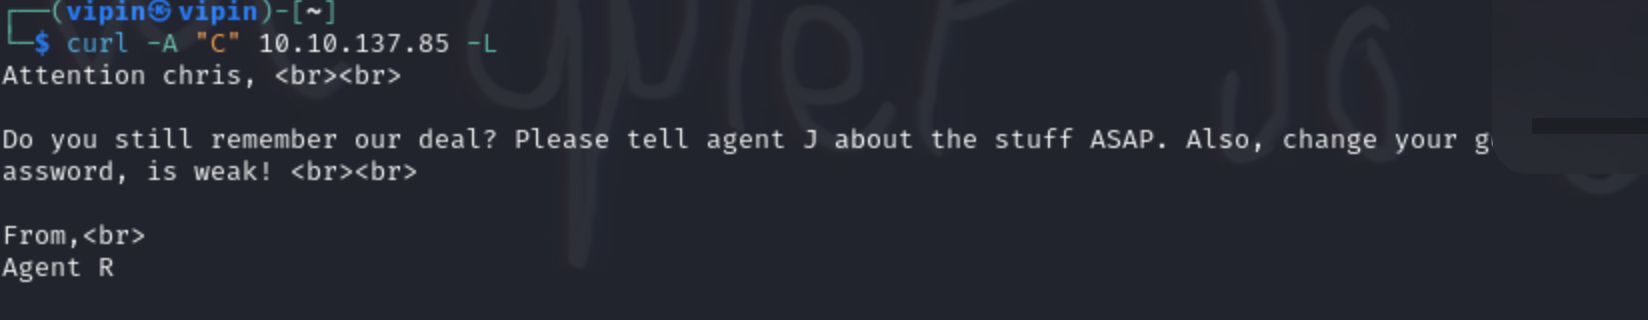 ┌──(vipin㉿vipin)-[~]
└─$ curl -A "C" 10.10.137.85 -L
Attention chris, <br><br>
Do you still remember our deal? Please tell agent J about the stuff ASAP. Also, change your
assword, is weak! <br><br>
From,<br>
Agent R